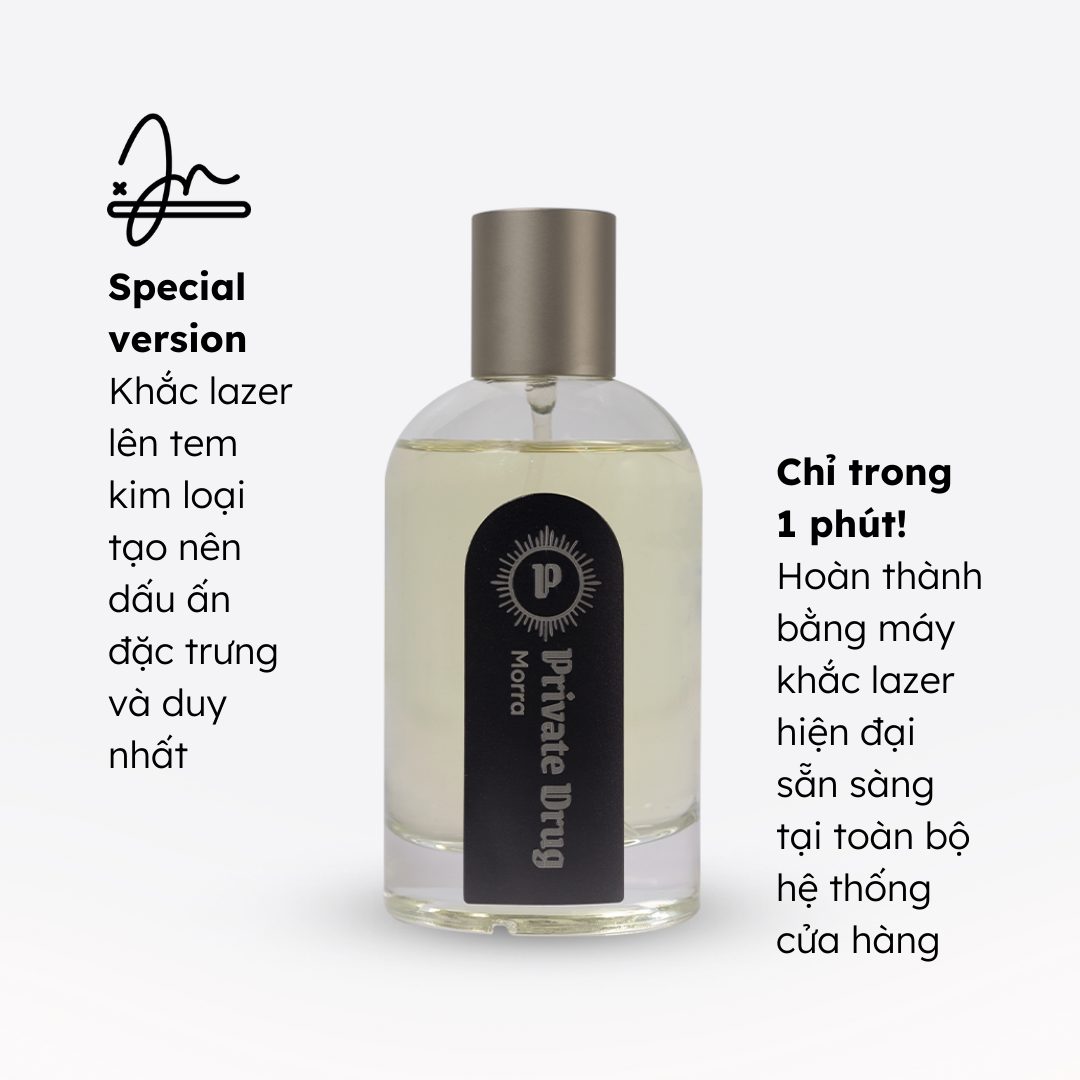 Special
version
Khắc lazer
lên tem
kim loại
tạo nên
dấu ấn
đặc trưng
và duy
nhất
P
Private Drug
Morra
Chỉ trong
1 phút!
Hoàn thành
bằng máy
khắc lazer
hiện đại
sẵn sàng
tại toàn bộ
hệ thống
cửa hàng